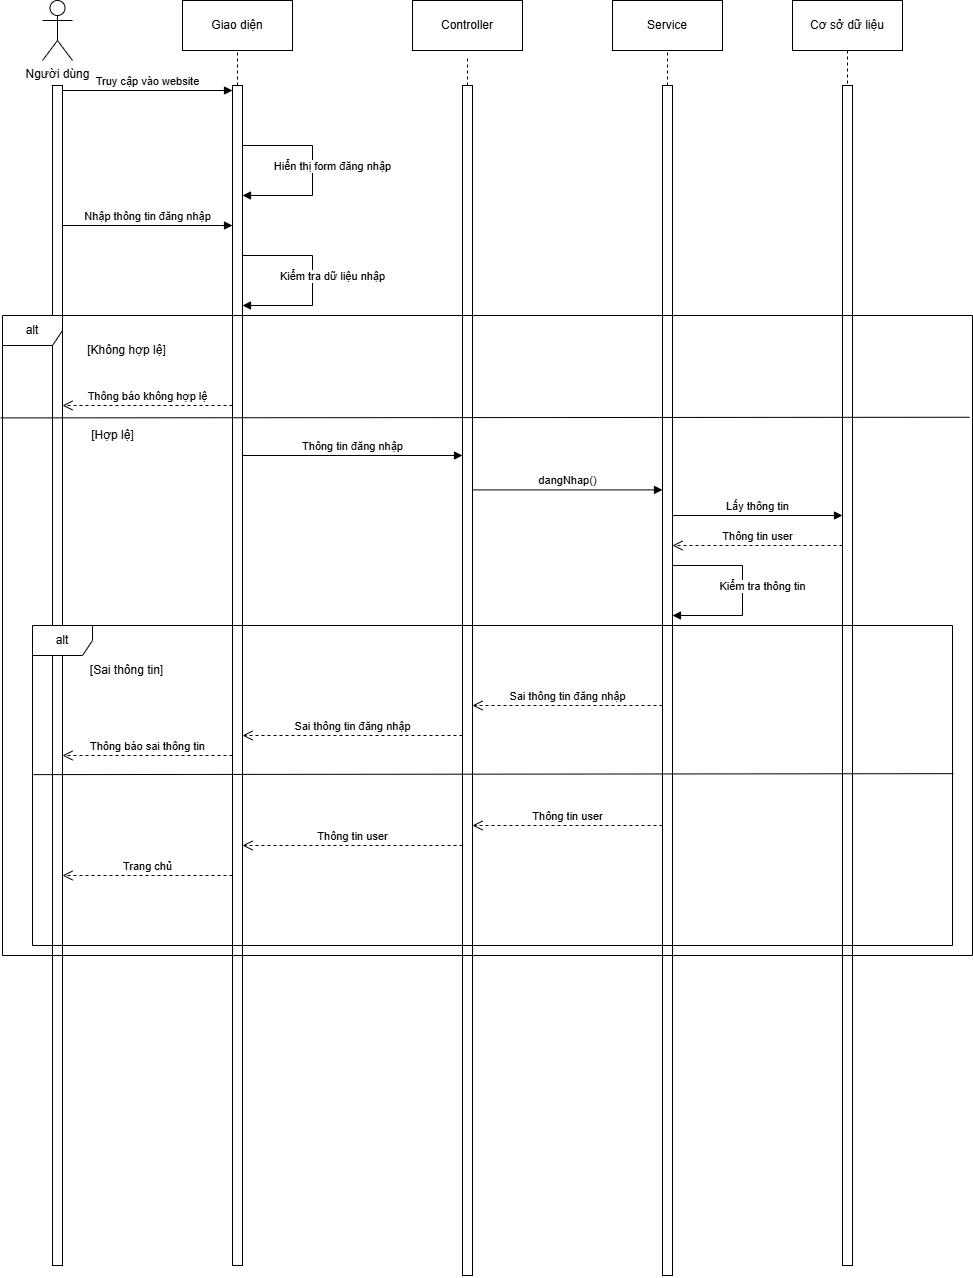 Giao diện
Controller
Service
Cơ sở dữ liệu
Người dùng
Truy cập vào website
Hiển thị form đăng nhập
Nhập thông tin đăng nhập
Kiểm tra dữ liệu nhập
alt
[Không hợp lệ]
Thông báo không hợp lệ
[Hợp lệ]
Thông tin đăng nhập
dangNhap()
Lấy thông tin
Thông tin user
Kiểm tra thông tin
alt
[Sai thông tin]
Sai thông tin đăng nhập
Sai thông tin đăng nhập
Thông báo sai thông tin
Thông tin user
Thông tin user
Trang chủ